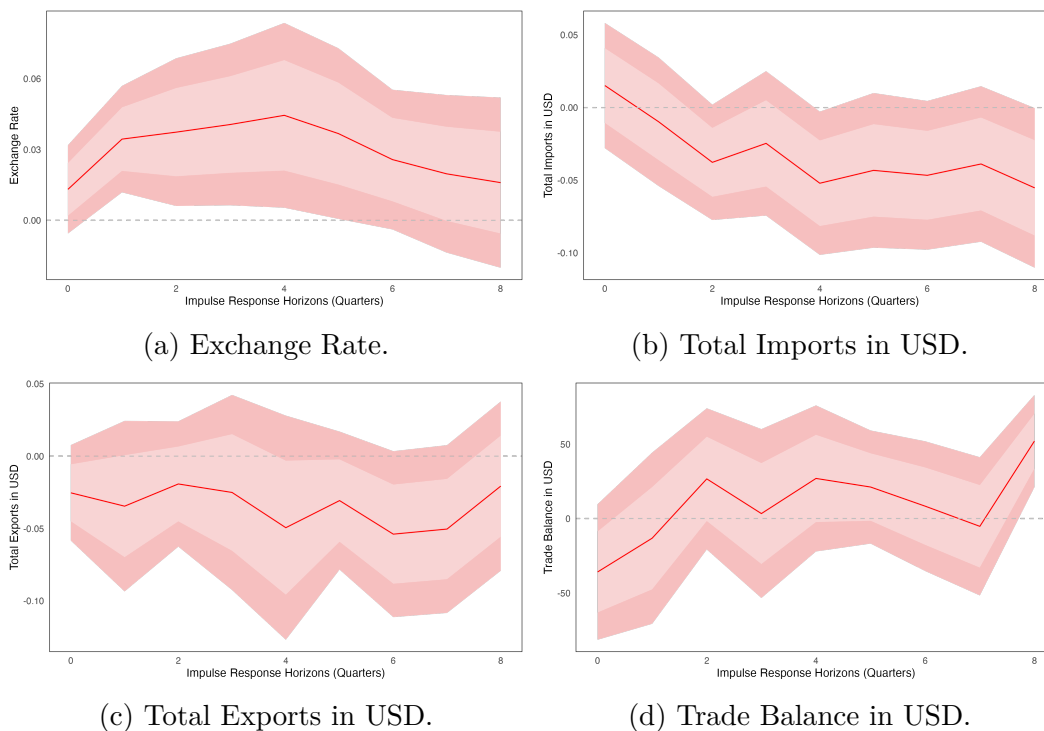 Exchange Rate
0.06
0.03
0.00
0 2 4 6 8
Impulse Response Horizons (Quarters)
(a) Exchange Rate.
Total Imports in USD
0.05
0.00
-0.05
-0.10
0 2 4 6 8
Impulse Response Horizons (Quarters)
(b) Total Imports in USD.
Total Exports in USD
0.05
0.00
-0.05
-0.10
0 2 4 6 8
Impulse Response Horizons (Quarters)
(c) Total Exports in USD.
Trade Balance in USD
50
0
-50
0 2 4 6 8
Impulse Response Horizons (Quarters)
(d) Trade Balance in USD.